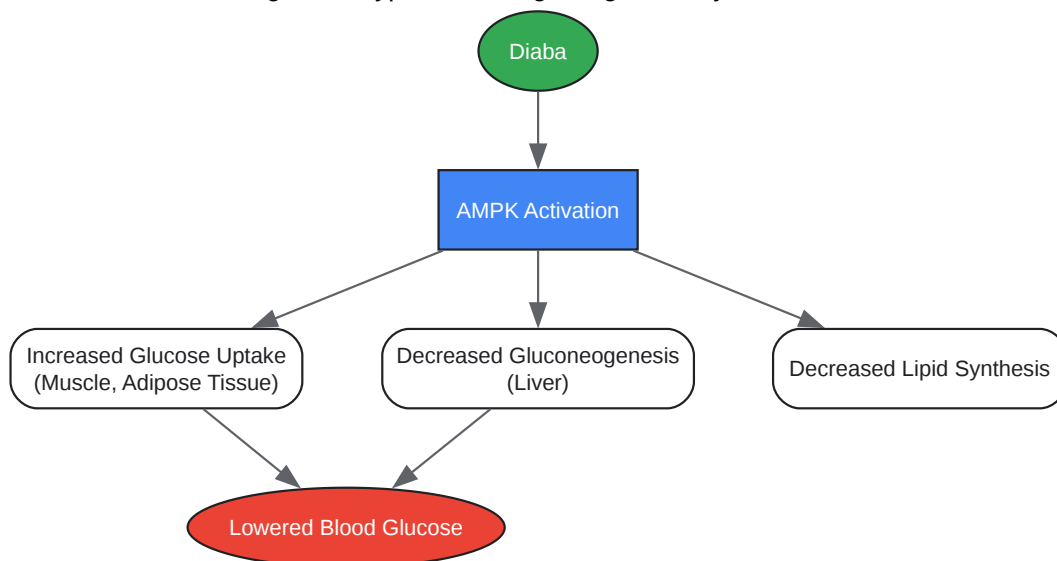 Diaba
AMPK Activation
Increased Glucose Uptake
(Muscle, Adipose Tissue)
Decreased Gluconeogenesis
(Liver)
Decreased Lipid Synthesis
Lowered Blood Glucose